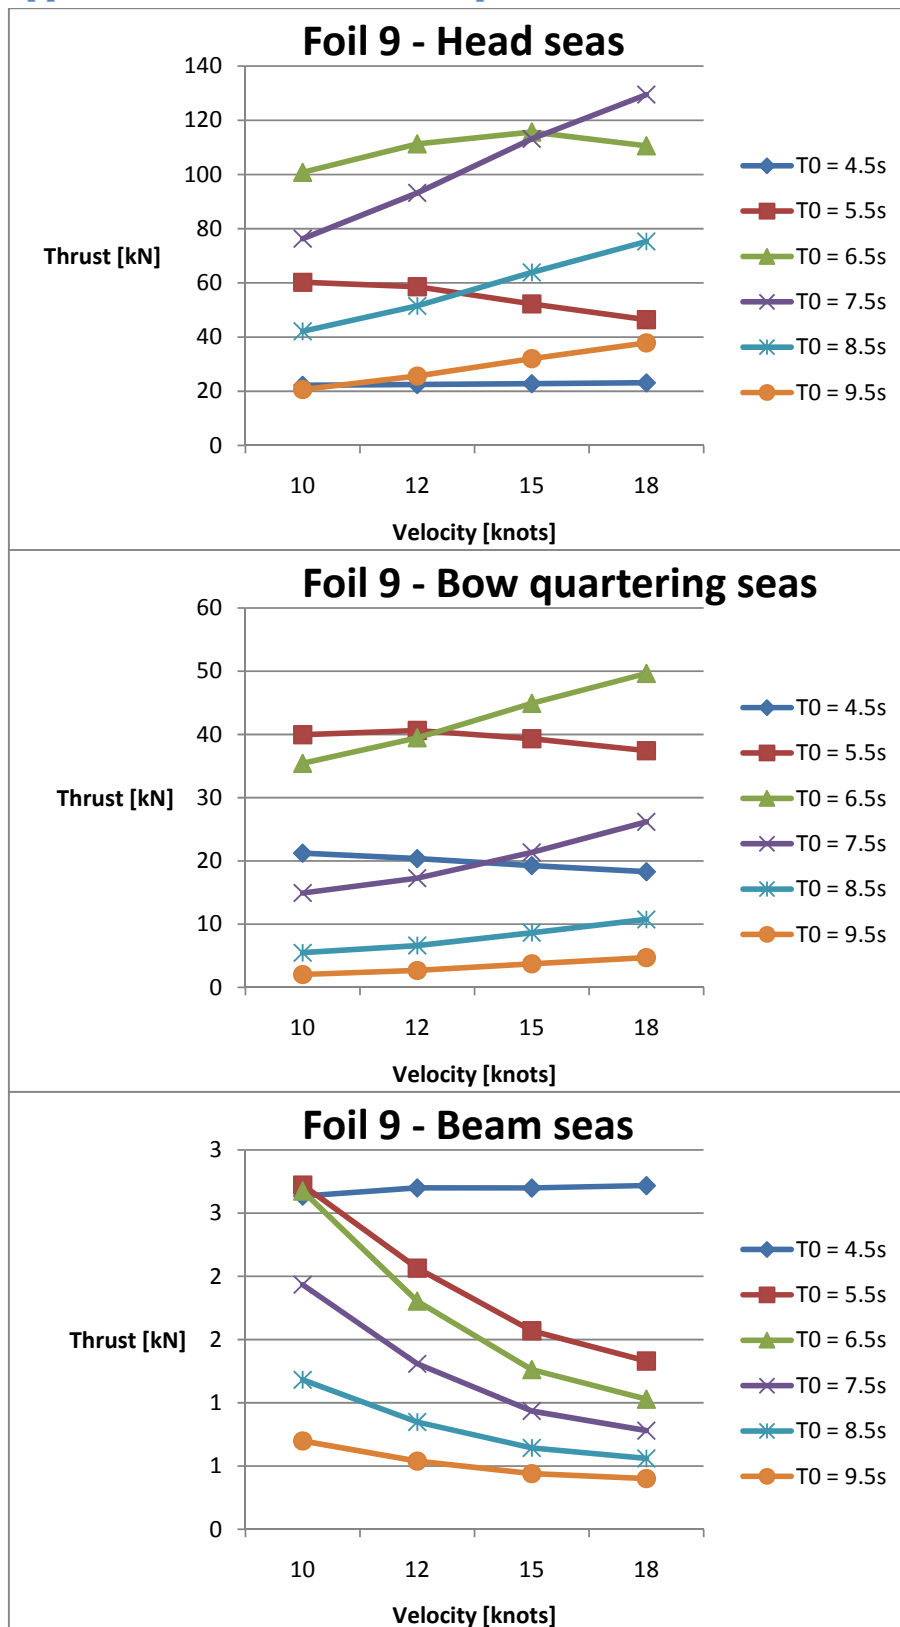 Foil 9 - Head seas
140
120
100
80
60
40
20
0
Thrust [kN]
10 12 15 18
Velocity [knots]
T0 = 4.5s
T0 = 5.5s
T0 = 6.5s
T0 = 7.5s
T0 = 8.5s
T0 = 9.5s
Foil 9 - Bow quartering seas
60
50
40
30
20
10
0
Thrust [kN]
10 12 15 18
Velocity [knots]
T0 = 4.5s
T0 = 5.5s
T0 = 6.5s
T0 = 7.5s
T0 = 8.5s
T0 = 9.5s
Foil 9 - Beam seas
3
3
2
2
1
1
0
Thrust [kN]
10 12 15 18
Velocity [knots]
T0 = 4.5s
T0 = 5.5s
T0 = 6.5s
T0 = 7.5s
T0 = 8.5s
T0 = 9.5s